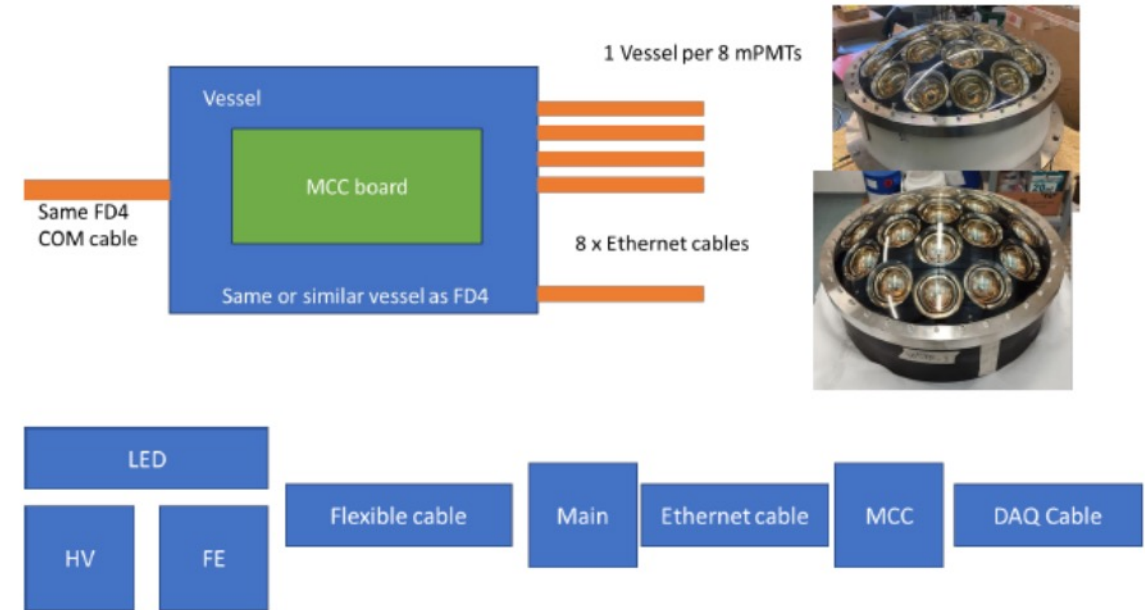 1 Vessel per 8 mPMTs
Vessel
MCC board
Same FD4
COM cable
8 x Ethernet cables
Same or similar vessel as FD4
LED
HV
FE
Flexible cable
Main
Ethernet cable
MCC
DAQ Cable